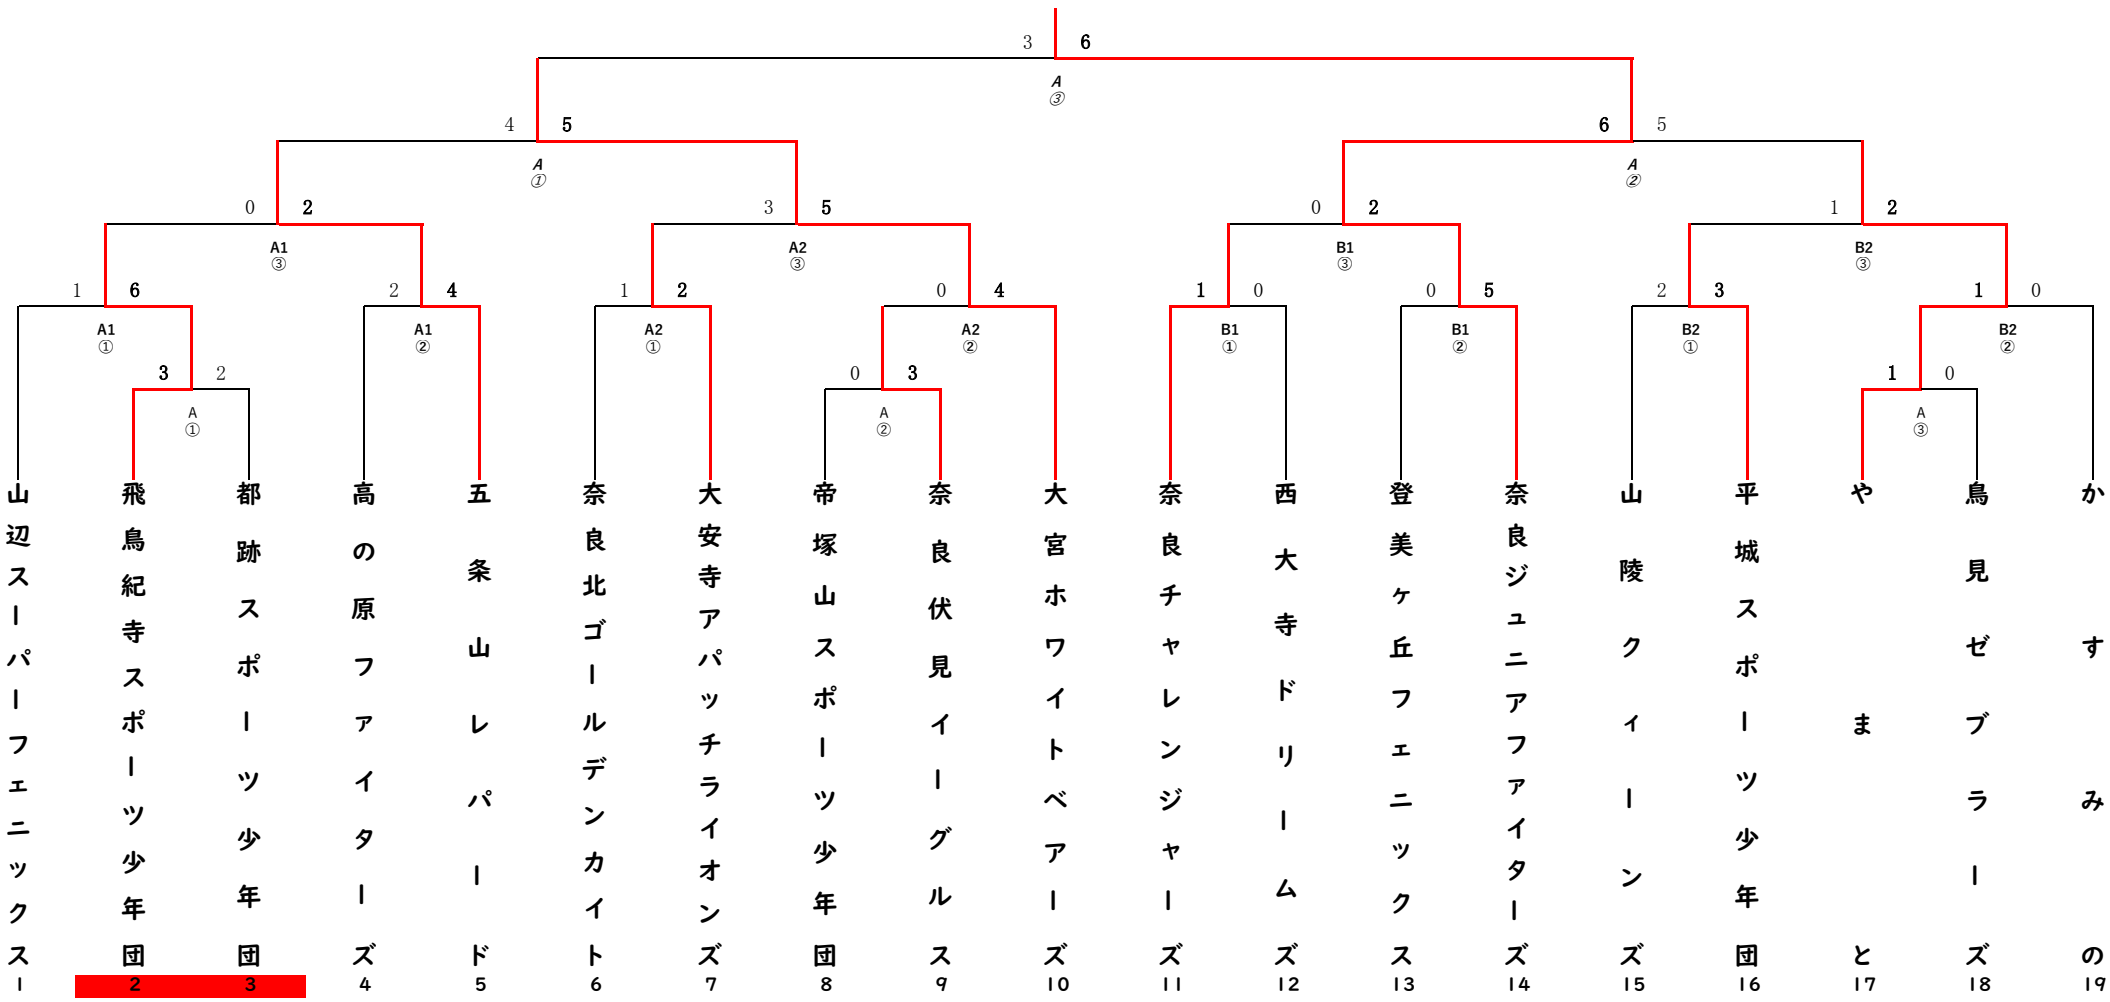 3 6
A
③
4 5 6 5
A A
① ②
0 2 3 5 0 2 1 2
A1 A2 B1 B2
③ ③ ③ ③
1 6 2 4 1 2 0 4 1 0 0 5 2 3 1 0
A1 A1 A2 A2 B1 B1 B2 B2
① ② ① ② ① ② ① ②
3 2 0 3 1 0
A A A
① ② ③
山辺スーパーフェニックス
飛鳥紀寺スポーツ少年団
都跡スポーツ少年団
高の原ファイターズ
五条山レパード
奈良北ゴールデンカイト
大安寺アパッチライオンズ
帝塚山スポーツ少年団
奈良伏見イーグルス
大宮ホワイトベアーズ
奈良チャレンジャーズ
西大寺ドリームズ
登美ヶ丘フェニックス
奈良ジュニアファイターズ
山陵クィーンズ
平城スポーツ少年団
やまと
鳥見ゼブラーズ
かすみの
1 2 3 4 5 6 7 8 9 10 11 12 13 14 15 16 17 18 19